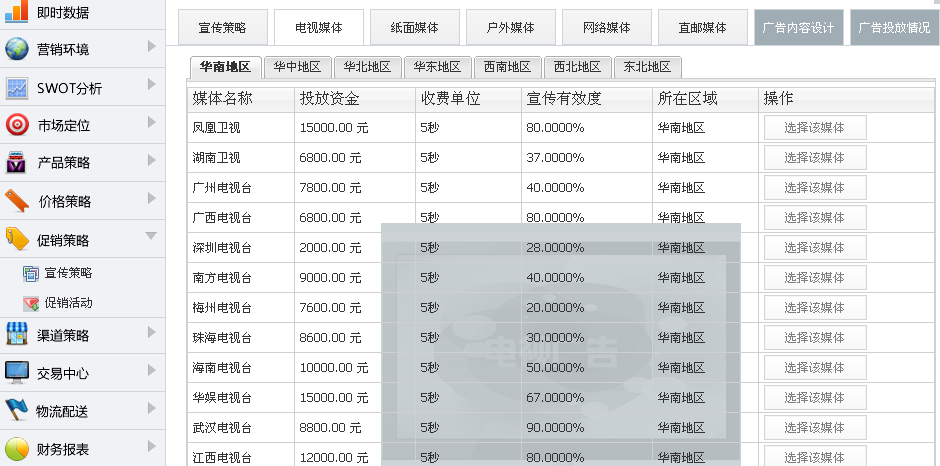 即时数据
营销环境
SWOT分析
市场定位
产品策略
价格策略
促销策略
宣传策略
促销活动
渠道策略
交易中心
物流配送
财务报表
宣传策略 电视媒体 纸面媒体 户外媒体 网络媒体 直邮媒体 广告内容设计 广告投放情况
华南地区 华中地区 华北地区 华东地区 西南地区 西北地区 东北地区
媒体名称 投放资金 收费单位 宣传有效度 所在区域 操作
凤凰卫视 15000.00 元 5秒 80.0000% 华南地区 选择该媒体
湖南卫视 6800.00 元 5秒 37.0000% 华南地区 选择该媒体
广州电视台 7800.00 元 5秒 40.0000% 华南地区 选择该媒体
广西电视台 6800.00 元 5秒 80.0000% 华南地区 选择该媒体
深圳电视台 2000.00 元 5秒 28.0000% 华南地区 选择该媒体
南方电视台 9000.00 元 5秒 40.0000% 华南地区 选择该媒体
梅州电视台 7600.00 元 5秒 20.0000% 华南地区 选择该媒体
珠海电视台 8600.00 元 5秒 30.0000% 华南地区 选择该媒体
海南电视台 10000.00 元 5秒 50.0000% 华南地区 选择该媒体
华娱电视台 15000.00 元 5秒 67.0000% 华南地区 选择该媒体
武汉电视台 8800.00 元 5秒 90.0000% 华南地区 选择该媒体
江西电视台 12000.00 元 5秒 80.0000% 华南地区 选择该媒体